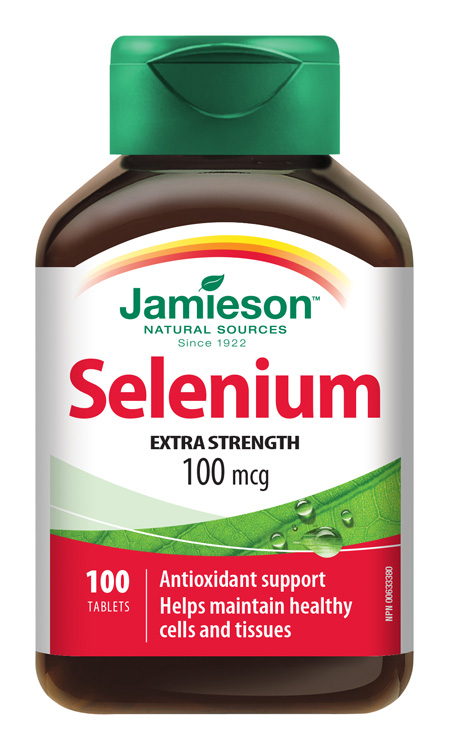 Jamieson™
NATURAL SOURCES
Since 1922
Selenium
EXTRA STRENGTH
100 mcg
100
TABLETS
Antioxidant support
Helps maintain healthy
cells and tissues
NPN 00633380